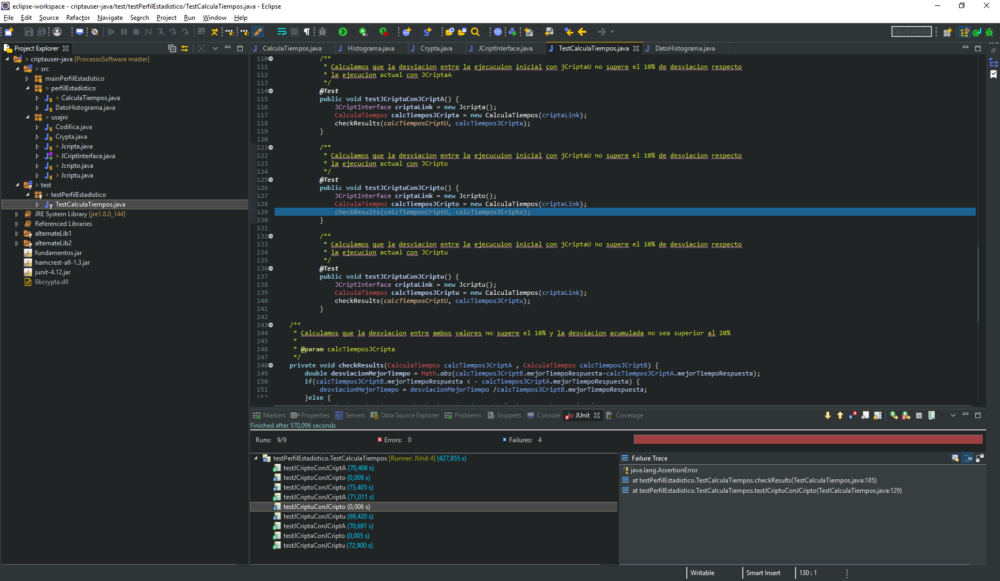 eclipse-workspace - criptauser-java/test/testPerfilEstadistico/TestCalculaTiempos.java - Eclipse
File Edit Source Refactor Navigate Search Project Run Window Help
Quick Access
Project Explorer
> criptauser-java [ProcesosSoftware master]
> src
mainPerfilEstadistico
> perfilEstadistico
> CalculaTiempos.java
DatoHistograma.java
> usajni
Codifica.java
Crypta.java
> Jcripta.java
> JCriptInterface.java
> Jcripto.java
> Jcriptu.java
> test
> testPerfilEstadistico
TestCalculaTiempos.java
JRE System Library [jre1.8.0_144]
Referenced Libraries
alternateLib1
alternateLib2
fundamentos.jar
hamcrest-all-1.3.jar
junit-4.12.jar
libcrypta.dll
CalculaTiempos.java Histograma.java Crypta.java JCriptInterface.java TestCalculaTiempos.java DatoHistograma.java
110 /**
111 * Calculamos que la desviacion entre la ejecucuion inicial con jCriptaU no supere el 10% de desviacion respecto
112 * la ejecucion actual con JCriptaA
113 */
114 @Test
115 public void testJCriptuConJCriptA() {
116 JCriptInterface criptaLink = new Jcripta();
117 CalculaTiempos calcTiemposJCripta = new CalculaTiempos(criptaLink);
118 checkResults(calcTiemposCriptU, calcTiemposJCripta);
119 }
120
121 /**
122 * Calculamos que la desviacion entre la ejecucuion inicial con jCriptaU no supere el 10% de desviacion respecto
123 * la ejecucion actual con JCripto
124 */
125 @Test
126 public void testJCriptuConJCripto() {
127 JCriptInterface criptaLink = new Jcripto();
128 CalculaTiempos calcTiemposJCripto = new CalculaTiempos(criptaLink);
129 checkResults(calcTiemposCriptU, calcTiemposJCripto);
130 }
131
132 /**
133 * Calculamos que la desviacion entre la ejecucuion inicial con jCriptaU no supere el 10% de desviacion respecto
134 * la ejecucion actual con JCriptu
135 */
136 @Test
137 public void testJCriptuConJCriptu() {
138 JCriptInterface criptaLink = new Jcriptu();
139 CalculaTiempos calcTiemposJCriptu = new CalculaTiempos(criptaLink);
140 checkResults(calcTiemposCriptU, calcTiemposJCriptu);
141 }
142
143 /**
144 * Calculamos que la desviacion entre ambos valores no supere el 10% y la desviacion acumulada no sea superior al 20%
145 *
146 * @param calcTiemposJCripta
147 */
148 private void checkResults(CalculaTiempos calcTiemposJCriptA , CalculaTiempos calcTiemposJCriptB) {
149 double desviacionMejorTiempo = Math.abs(calcTiemposJCriptB.mejorTiempoRespuesta-calcTiemposJCriptA.mejorTiempoRespuesta);
150 if(calcTiemposJCriptB.mejorTiempoRespuesta < - calcTiemposJCriptA.mejorTiempoRespuesta) {
151 desviacionMejorTiempo = desviacionMejorTiempo /calcTiemposJCriptB.mejorTiempoRespuesta;
152 }else {
Markers Properties Servers Data Source Explorer Problems Snippets Console JUnit Coverage
Finished after 570,096 seconds
Runs: 9/9 Errors: 0 Failures: 4
testPerfilEstadistico.TestCalculaTiempos [Runner: JUnit 4] (427,855 s)
testJCriptoConJCriptA (70,406 s)
testJCriptoConJCripto (0,009 s)
testJCriptoConJCriptu (73,405 s)
testJCriptuConJCriptA (71,011 s)
testJCriptuConJCripto (0,006 s)
testJCriptuConJCriptu (69,420 s)
testJCriptaConJCriptA (70,691 s)
testJCriptaConJCripto (0,005 s)
testJCriptaConJCriptu (72,900 s)
Failure Trace
java.lang.AssertionError
at testPerfilEstadistico.TestCalculaTiempos.checkResults(TestCalculaTiempos.java:185)
at testPerfilEstadistico.TestCalculaTiempos.testJCriptuConJCripto(TestCalculaTiempos.java:129)
Writable Smart Insert 130 : 1